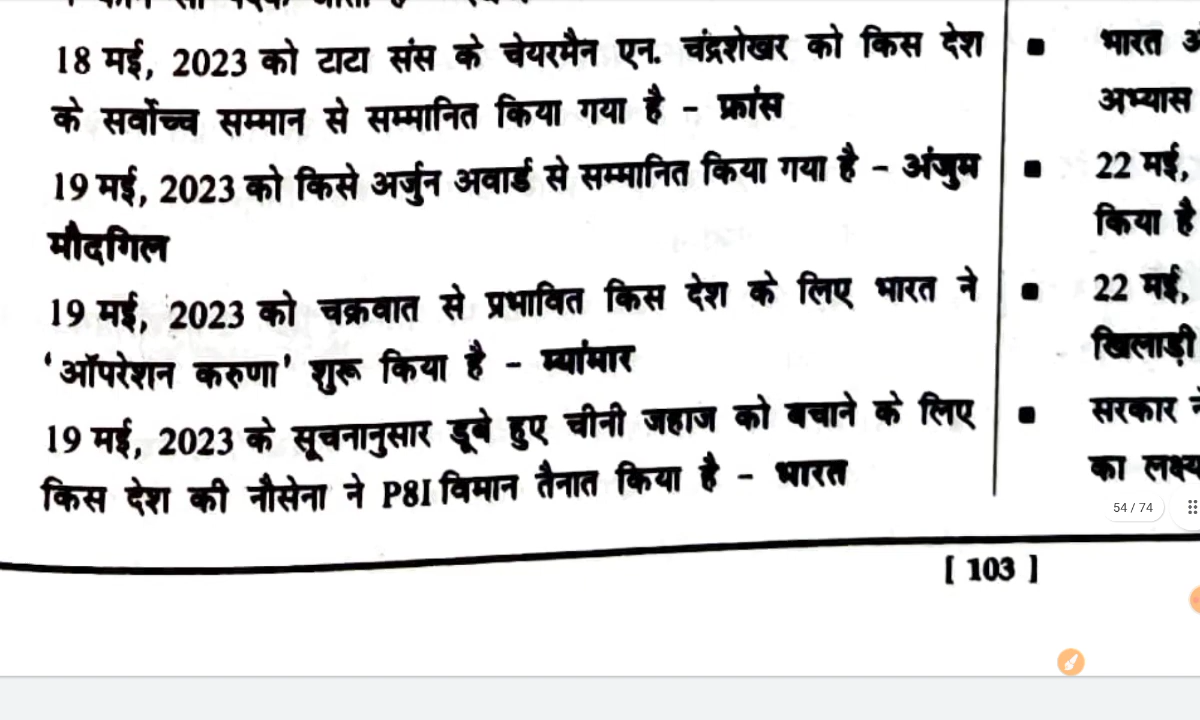 18 मई, 2023 को टाटा संस के चेयरमैन एन. चंद्रशेखर को किस देश
के सर्वोच्च सम्मान से सम्मानित किया गया है - फ्रांस
19 मई, 2023 को किसे अर्जुन अवार्ड से सम्मानित किया गया है - अंजुम
मौदगिल
19 मई, 2023 को चक्रवात से प्रभावित किस देश के लिए भारत ने
'ऑपरेशन करुणा' शुरू किया है - म्यांमार
19 मई, 2023 के सूचनानुसार डूबे हुए चीनी जहाज को बचाने के लिए
किस देश की नौसेना ने P8I विमान तैनात किया है - भारत
▪ भारत
अभ्यास
▪ 22 मई,
किया है
▪ 22 मई,
खिलाड़ी
▪ सरकार
का लक्ष्य
54 / 74
[ 103 ]